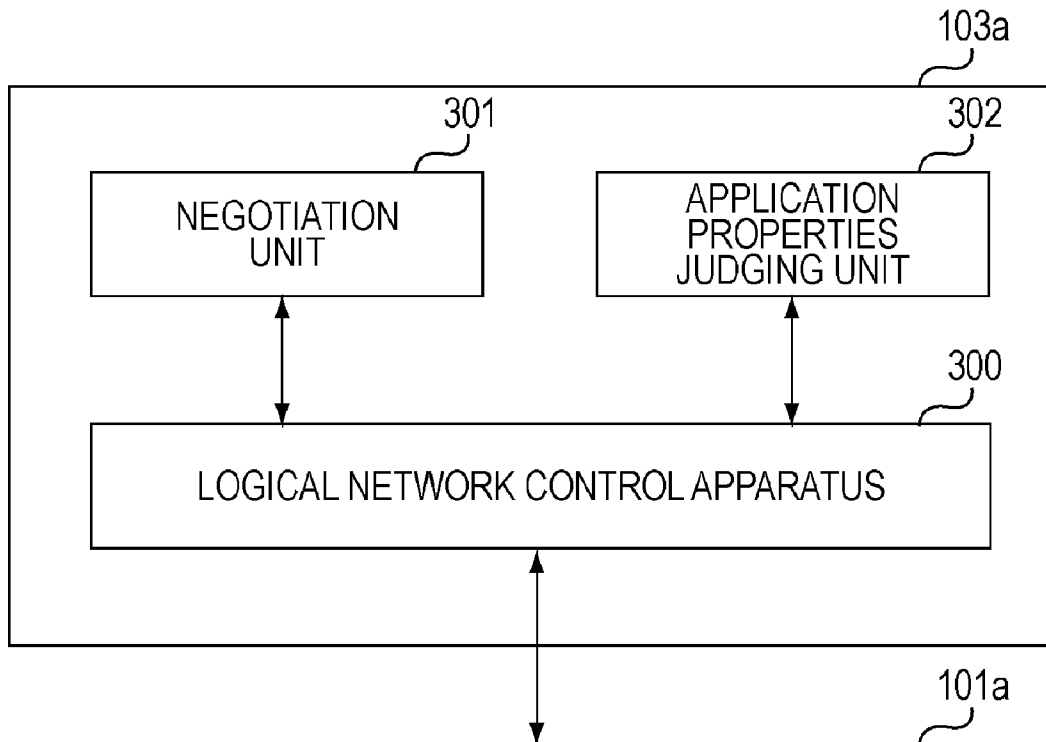 103a
301
302
NEGOTIATION
UNIT
APPLICATION
PROPERTIES
JUDGING UNIT
300
LOGICAL NETWORK CONTROL APPARATUS
101a